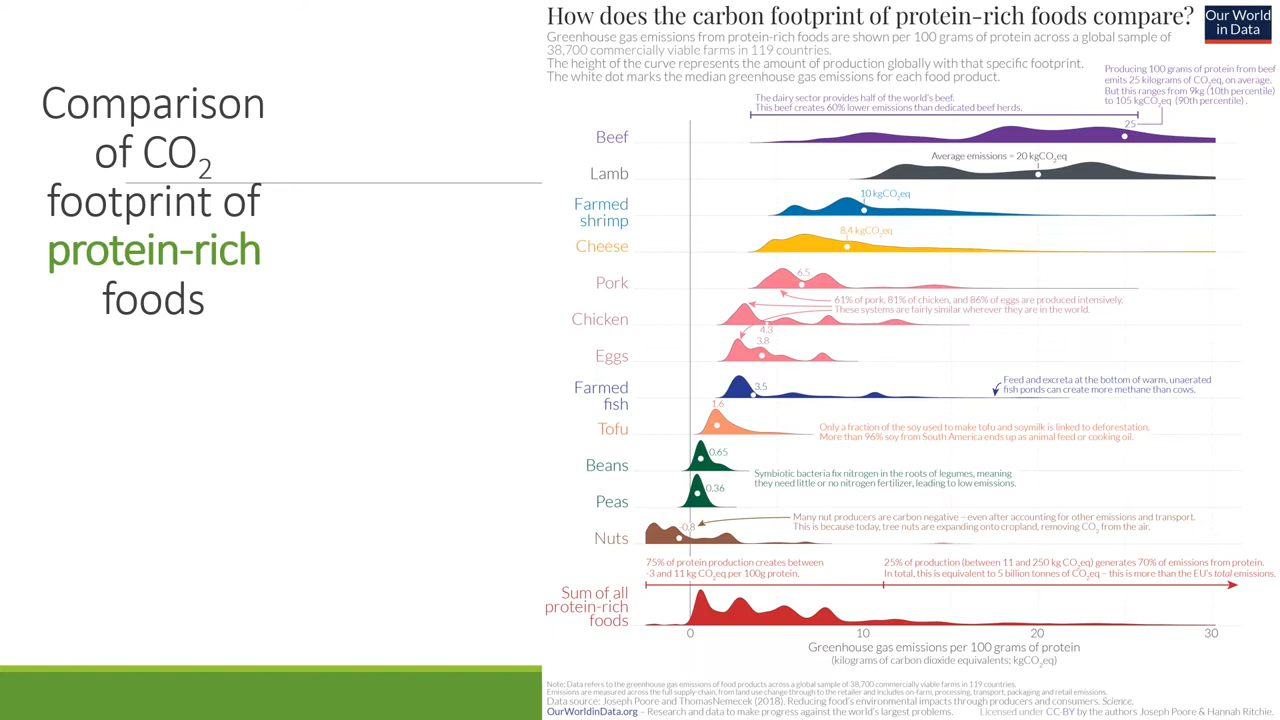 Comparison
of CO2
footprint of
protein-rich
foods
How does the carbon footprint of protein-rich foods compare?
Our World
in Data
Greenhouse gas emissions from protein-rich foods are shown per 100 grams of protein across a global sample of
38,700 commercially viable farms in 119 countries.
The height of the curve represents the amount of production globally with that specific footprint.
The white dot marks the median greenhouse gas emissions for each food product.
Producing 100 grams of protein from beef
emits 25 kilograms of CO2eq, on average.
But this ranges from 9kg (10th percentile)
to 105 kgCO2eq (90th percentile).
The dairy sector provides half of the world's beef.
This beef creates 60% lower emissions than dedicated beef herds.
Beef
25
Lamb
Average emissions = 20 kgCO2eq
Farmed
shrimp
10 kgCO2eq
Cheese
8.4 kgCO2eq
Pork
6.5
61% of pork, 81% of chicken, and 86% of eggs are produced intensively.
These systems are fairly similar wherever they are in the world.
Chicken
4.3
Eggs
3.8
Farmed
fish
3.5
Feed and excreta at the bottom of warm, unaerated
fish ponds can create more methane than cows.
Tofu
1.6
Only a fraction of the soy used to make tofu and soymilk is linked to deforestation.
More than 96% soy from South America ends up as animal feed or cooking oil.
Beans
0.65
Symbiotic bacteria fix nitrogen in the roots of legumes, meaning
they need little or no nitrogen fertilizer, leading to low emissions.
Peas
0.36
Nuts
-0.8
Many nut producers are carbon negative – even after accounting for other emissions and transport.
This is because today, tree nuts are expanding onto cropland, removing CO2 from the air.
75% of protein production creates between
-3 and 11 kg CO2eq per 100g protein.
25% of production (between 11 and 250 kg CO2eq) generates 70% of emissions from protein.
In total, this is equivalent to 5 billion tonnes of CO2eq – this is more than the EU's total emissions.
Sum of all
protein-rich
foods
0
10
20
30
Greenhouse gas emissions per 100 grams of protein
(kilograms of carbon dioxide equivalents; kgCO2eq)
Note: Data refers to the greenhouse gas emissions of food products across a global sample of 38,700 commercially viable farms in 119 countries.
Emissions are measured across the full supply-chain, from land use change through to the retailer and includes on-farm, processing, transport, packaging and retail emissions.
Data source: Joseph Poore and ThomasNemecek (2018). Reducing food's environmental impacts through producers and consumers. Science.
OurWorldinData.org – Research and data to make progress against the world's largest problems.
Licensed under CC-BY by the authors Joseph Poore & Hannah Ritchie.